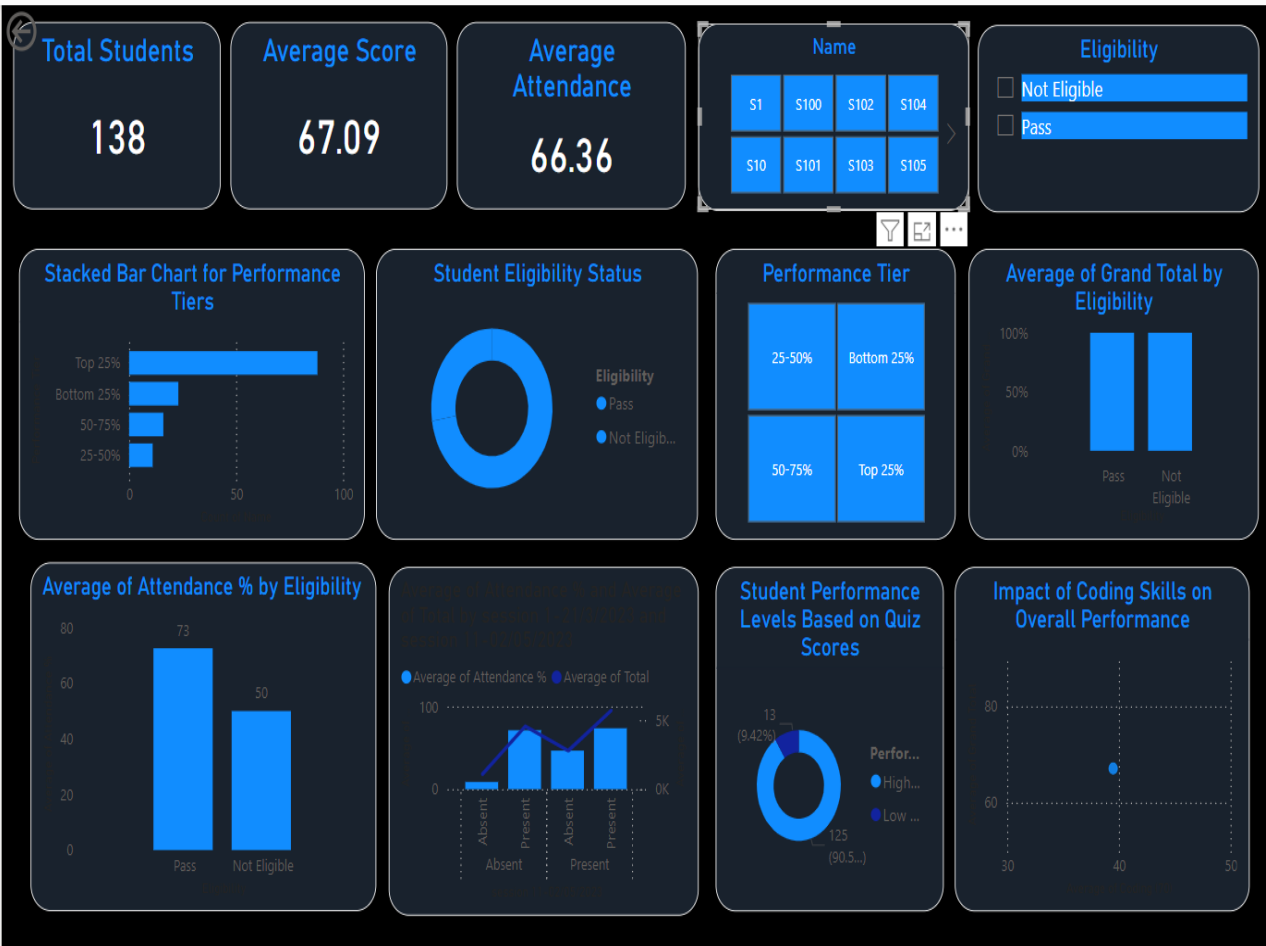 Total Students
138
Average Score
67.09
Average
Attendance
66.36
Name
S1
S100
S102
S104
S10
S101
S103
S105
Eligibility
Not Eligible
Pass
Stacked Bar Chart for Performance
Tiers
Top 25%
Bottom 25%
50-75%
25-50%
0
50
100
Student Eligibility Status
Eligibility
Pass
Not Eligib...
Performance Tier
25-50%
Bottom 25%
50-75%
Top 25%
Average of Grand Total by
Eligibility
100%
50%
0%
Pass
Not
Eligible
Average of Attendance % by Eligibility
80
60
40
20
0
73
50
Pass
Not Eligible
Average of Attendance %
Average of Total
100
0
5K
0K
Absent
Present
Absent
Present
Absent
Present
Student Performance
Levels Based on Quiz
Scores
13
(9.42%)
Perfor...
High...
Low ...
125
(90.5...)
Impact of Coding Skills on
Overall Performance
80
60
30
40
50